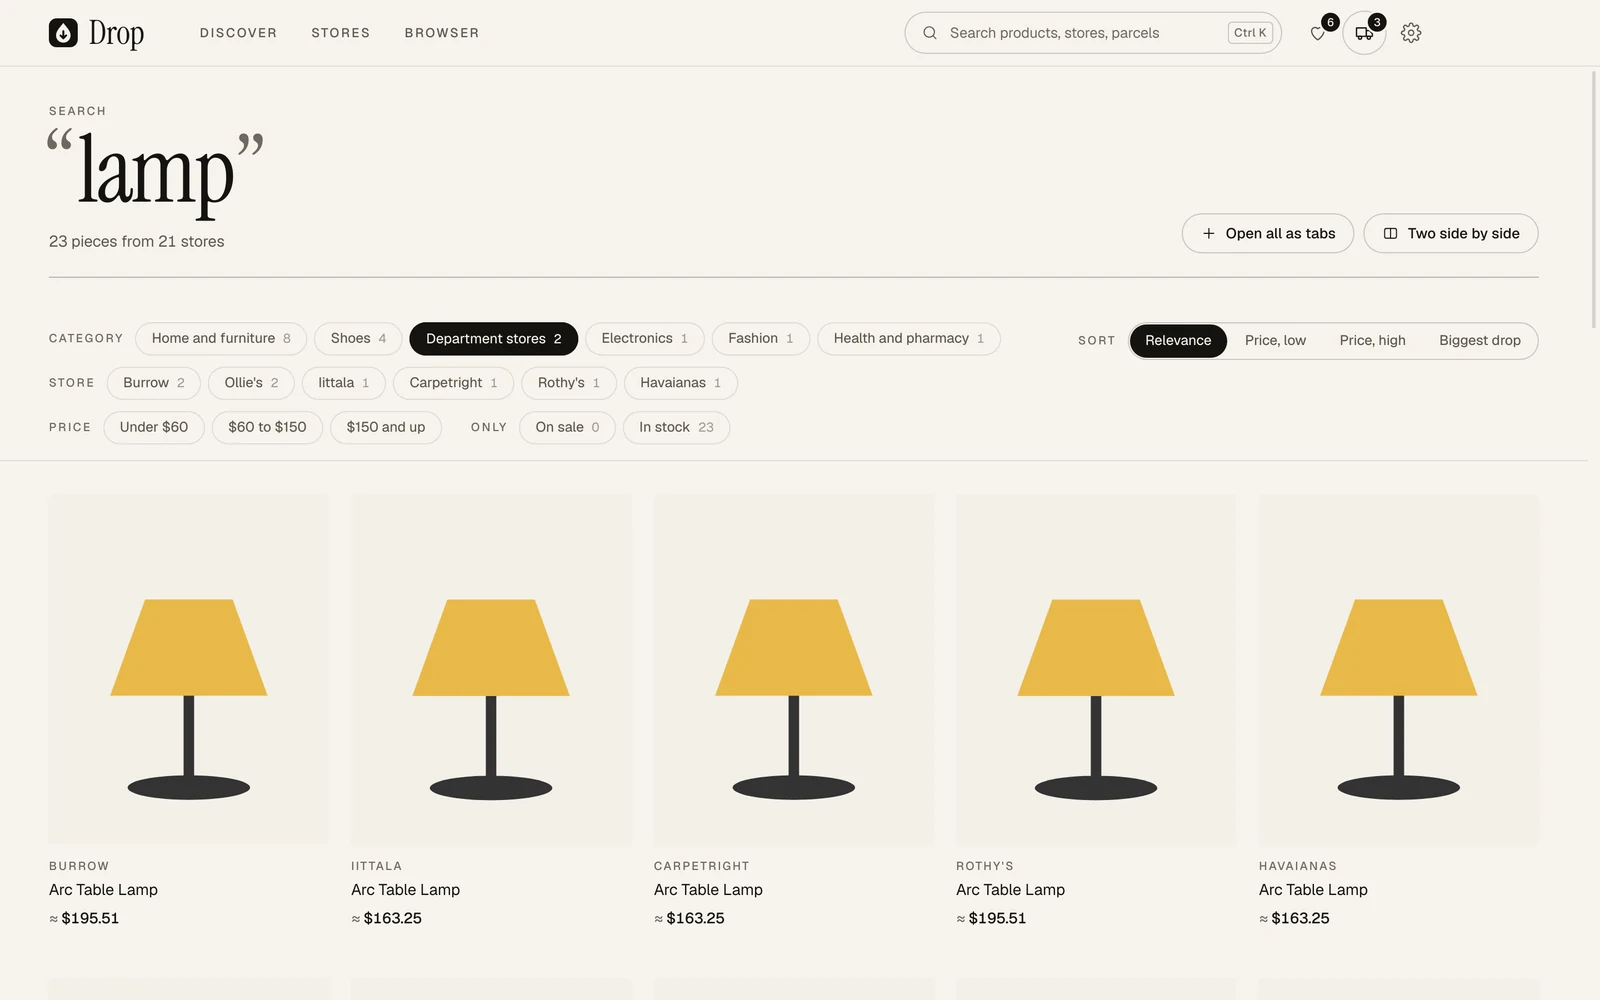 Drop
DISCOVER STORES BROWSER
Search products, stores, parcels Ctrl K
6
3
SEARCH
“lamp”
23 pieces from 21 stores
Open all as tabs
Two side by side
CATEGORY Home and furniture 8 Shoes 4 Department stores 2 Electronics 1 Fashion 1 Health and pharmacy 1
SORT Relevance Price, low Price, high Biggest drop
STORE Burrow 2 Ollie's 2 Iittala 1 Carpetright 1 Rothy's 1 Havaianas 1
PRICE Under $60 $60 to $150 $150 and up ONLY On sale 0 In stock 23
BURROW
Arc Table Lamp
≈ $195.51
IITTALA
Arc Table Lamp
≈ $163.25
CARPETRIGHT
Arc Table Lamp
≈ $163.25
ROTHY'S
Arc Table Lamp
≈ $195.51
HAVAIANAS
Arc Table Lamp
≈ $163.25